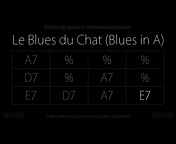 Le Blues du Chat (Blues in A)
A7 % % %
D7 % A7 %
E7 D7 A7 E7